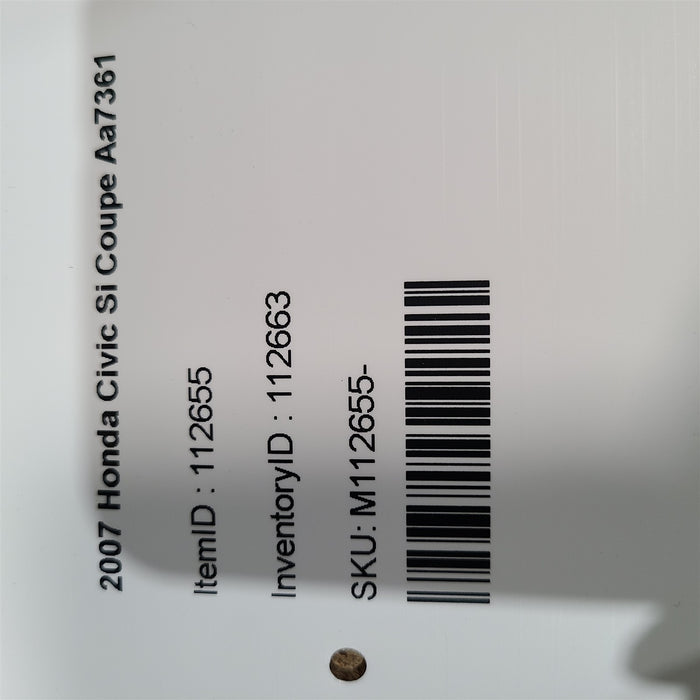 2007 Honda Civic Si Coupe Aa7361
ItemID : 112655
InventoryID : 112663
SKU: M112655-